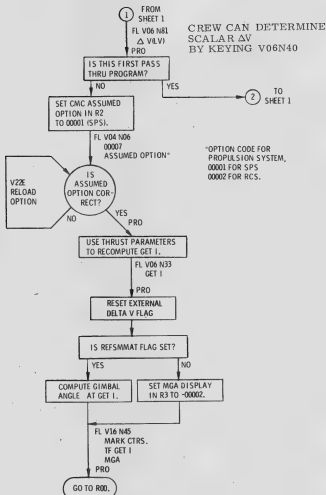 1
FROM
SHEET 1
FL V06 N81
Δ V(LV)
PRO
CREW CAN DETERMINE
SCALAR ΔV
BY KEYING V06N40
IS THIS FIRST PASS
THRU PROGRAM?
NO
YES
2
TO
SHEET 1
SET CMC ASSUMED
OPTION IN R2
TO 00001 (SPS).
FL V04 N06
00007
ASSUMED OPTION*
*OPTION CODE FOR
PROPULSION SYSTEM,
00001 FOR SPS
00002 FOR RCS.
V22E
RELOAD
OPTION
IS
ASSUMED
OPTION COR-
RECT?
NO
YES
PRO
USE THRUST PARAMETERS
TO RECOMPUTE GET I.
FL V06 N33
GET I
PRO
RESET EXTERNAL
DELTA V FLAG
IS REFSMMAT FLAG SET?
YES
NO
COMPUTE GIMBAL
ANGLE AT GET I.
SET MGA DISPLAY
IN R3 TO -00002.
FL V16 N45
MARK CTRS.
TF GET I
MGA
PRO
GO TO R00.